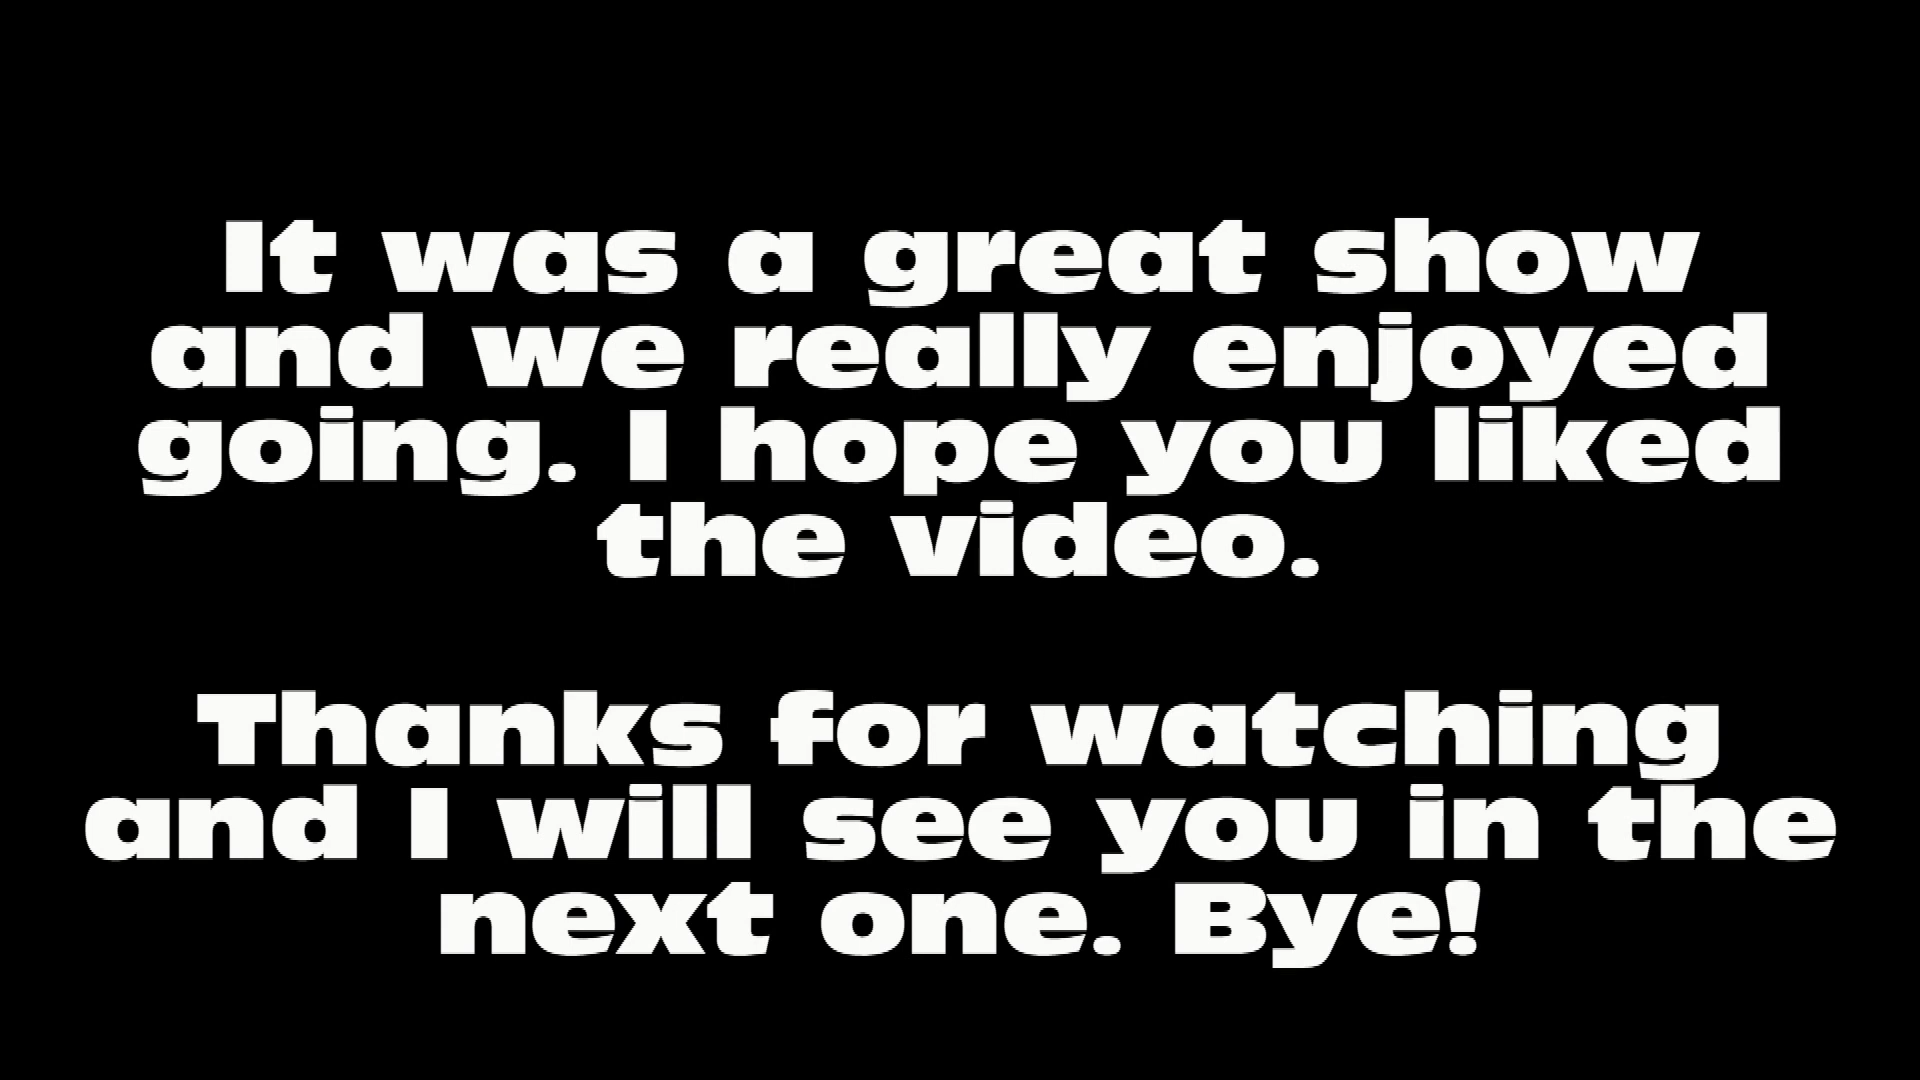 It was a great show
and we really enjoyed
going. I hope you liked
the video.
Thanks for watching
and I will see you in the
next one. Bye!